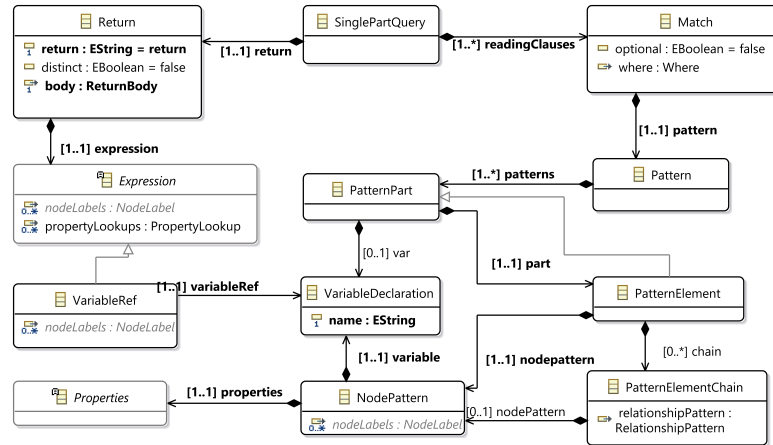 Return
return : EString = return
distinct : EBoolean = false
body : ReturnBody
[1..1] return
SinglePartQuery
[1..*] readingClauses
Match
optional : EBoolean = false
where : Where
[1..1] expression
[1..1] pattern
Expression
nodeLabels : NodeLabel
propertyLookups : PropertyLookup
PatternPart
[1..*] patterns
Pattern
[0..1] var
[1..1] part
VariableRef
nodeLabels : NodeLabel
[1..1] variableRef
VariableDeclaration
name : EString
PatternElement
[1..1] variable
[1..1] nodepattern
[0..*] chain
Properties
[1..1] properties
NodePattern
nodeLabels : NodeLabel
[0..1] nodePattern
PatternElementChain
relationshipPattern :
RelationshipPattern